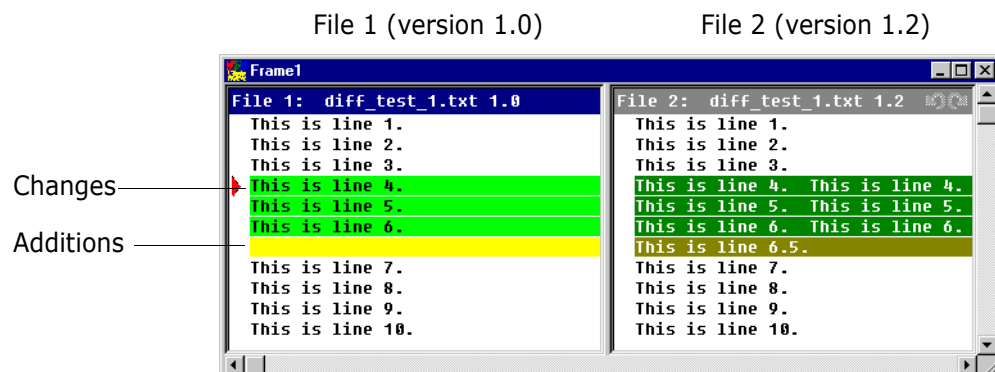 File 1 (version 1.0)
File 2 (version 1.2)
Frame1
File 1:  diff_test_1.txt 1.0
This is line 1.
This is line 2.
This is line 3.
This is line 4.
This is line 5.
This is line 6.
This is line 7.
This is line 8.
This is line 9.
This is line 10.
File 2:  diff_test_1.txt 1.2
This is line 1.
This is line 2.
This is line 3.
This is line 4.  This is line 4.
This is line 5.  This is line 5.
This is line 6.  This is line 6.
This is line 6.5.
This is line 7.
This is line 8.
This is line 9.
This is line 10.
Changes
Additions